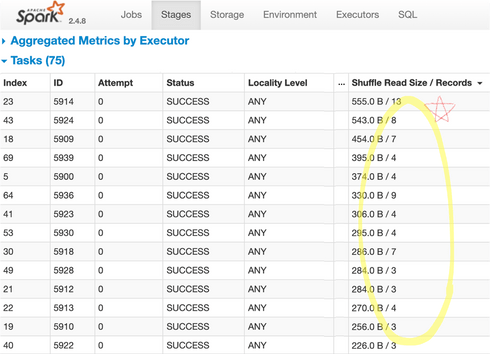 APACHE
Spark 2.4.8 Jobs Stages Storage Environment Executors SQL
Aggregated Metrics by Executor
Tasks (75)
Index ID Attempt Status Locality Level ... Shuffle Read Size / Records
23 5914 0 SUCCESS ANY 555.0 B / 13
43 5924 0 SUCCESS ANY 543.0 B / 8
18 5909 0 SUCCESS ANY 454.0 B / 7
69 5939 0 SUCCESS ANY 395.0 B / 4
5 5900 0 SUCCESS ANY 374.0 B / 4
64 5936 0 SUCCESS ANY 330.0 B / 9
41 5923 0 SUCCESS ANY 306.0 B / 4
53 5930 0 SUCCESS ANY 295.0 B / 4
30 5918 0 SUCCESS ANY 286.0 B / 7
49 5928 0 SUCCESS ANY 284.0 B / 3
21 5912 0 SUCCESS ANY 284.0 B / 3
22 5913 0 SUCCESS ANY 270.0 B / 4
19 5910 0 SUCCESS ANY 256.0 B / 3
40 5922 0 SUCCESS ANY 226.0 B / 3